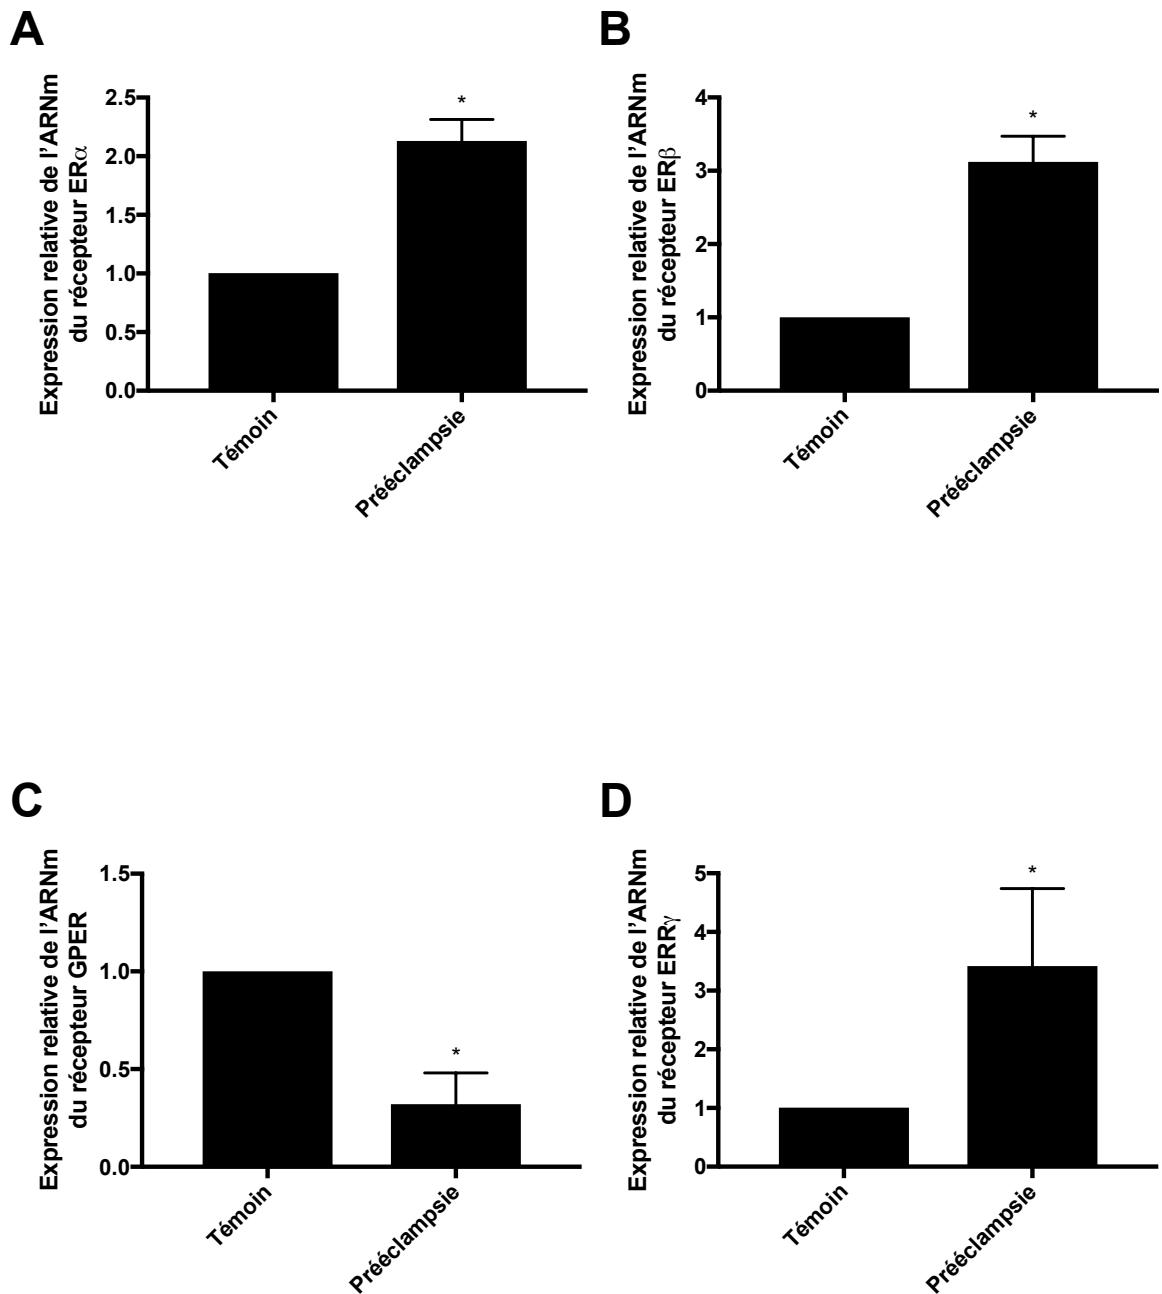 A
Expression relative de l'ARNm
du récepteur ERα
2.5
2.0
1.5
1.0
0.5
0.0
*
Témoin
Prééclampsie
B
Expression relative de l'ARNm
du récepteur ERβ
4
3
2
1
0
*
Témoin
Prééclampsie
C
Expression relative de l'ARNm
du récepteur GPER
1.5
1.0
0.5
0.0
*
Témoin
Prééclampsie
D
Expression relative de l'ARNm
du récepteur ERRγ
5
4
3
2
1
0
*
Témoin
Prééclampsie